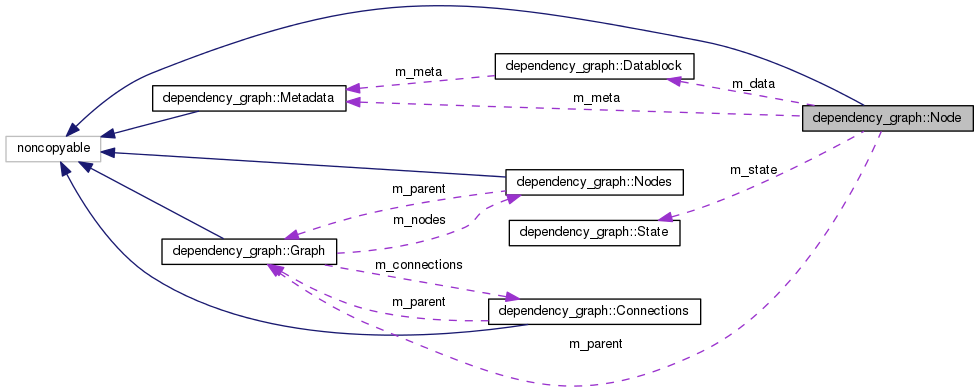 dependency_graph::Datablock
m_meta
m_data
dependency_graph::Metadata
m_meta
dependency_graph::Node
noncopyable
m_state
dependency_graph::Nodes
m_parent
m_nodes
dependency_graph::State
dependency_graph::Graph
m_connections
m_parent
dependency_graph::Connections
m_parent